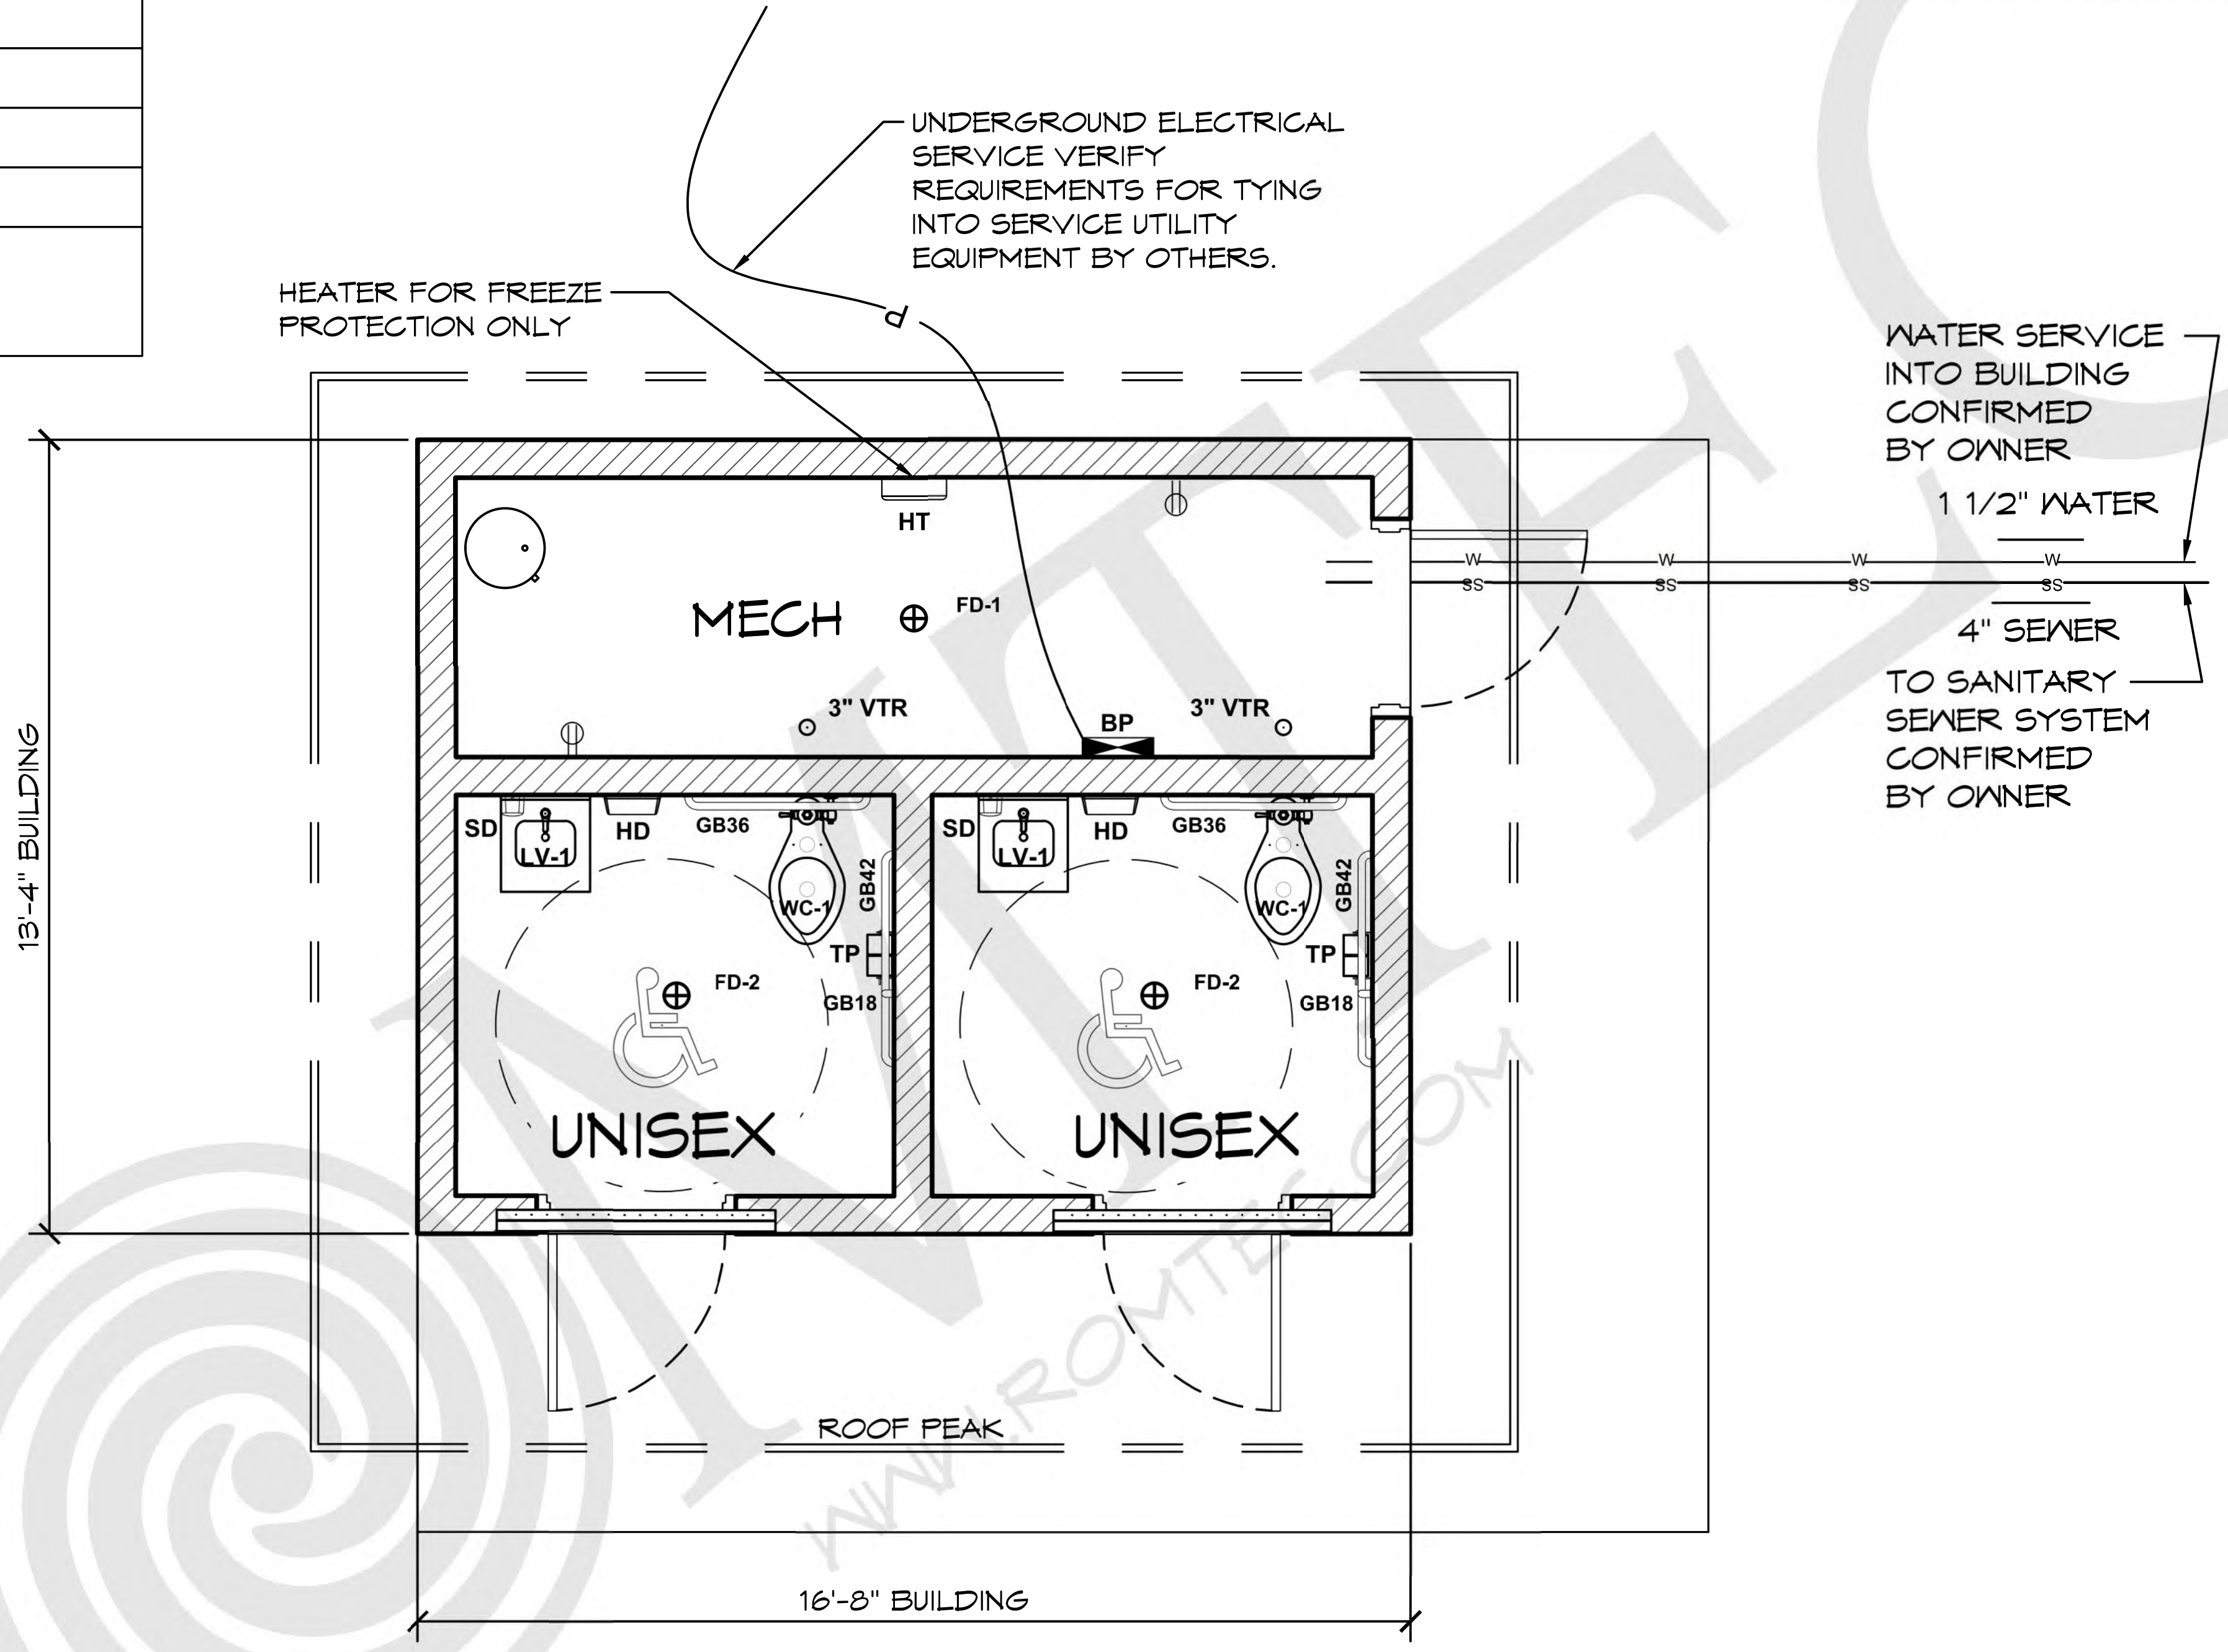 UNDERGROUND ELECTRICAL
SERVICE VERIFY
REQUIREMENTS FOR TYING
INTO SERVICE UTILITY
EQUIPMENT BY OTHERS.
HEATER FOR FREEZE
PROTECTION ONLY
P
WATER SERVICE
INTO BUILDING
CONFIRMED
BY OWNER
1 1/2" WATER
HT
W W W W
SS SS SS SS
MECH
FD-1
4" SEWER
TO SANITARY
SEWER SYSTEM
CONFIRMED
BY OWNER
3" VTR
BP
3" VTR
13'-4" BUILDING
SD
LV-1
HD
GB36
WC-1
GB42
TP
GB18
FD-2
UNISEX
SD
LV-1
HD
GB36
WC-1
GB42
TP
GB18
FD-2
UNISEX
ROOF PEAK
16'-8" BUILDING
OMTEC
WWW.ROMTEC.COM